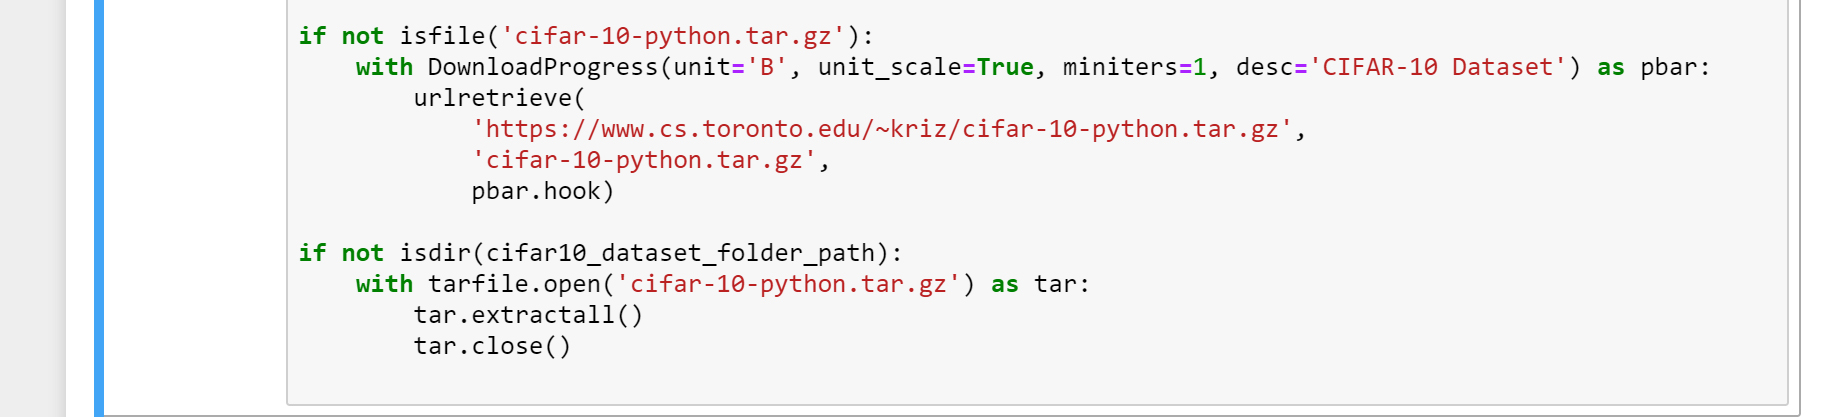 if not isfile('cifar-10-python.tar.gz'):
    with DownloadProgress(unit='B', unit_scale=True, miniters=1, desc='CIFAR-10 Dataset') as pbar:
        urlretrieve(
            'https://www.cs.toronto.edu/~kriz/cifar-10-python.tar.gz',
            'cifar-10-python.tar.gz',
            pbar.hook)

if not isdir(cifar10_dataset_folder_path):
    with tarfile.open('cifar-10-python.tar.gz') as tar:
        tar.extractall()
        tar.close()